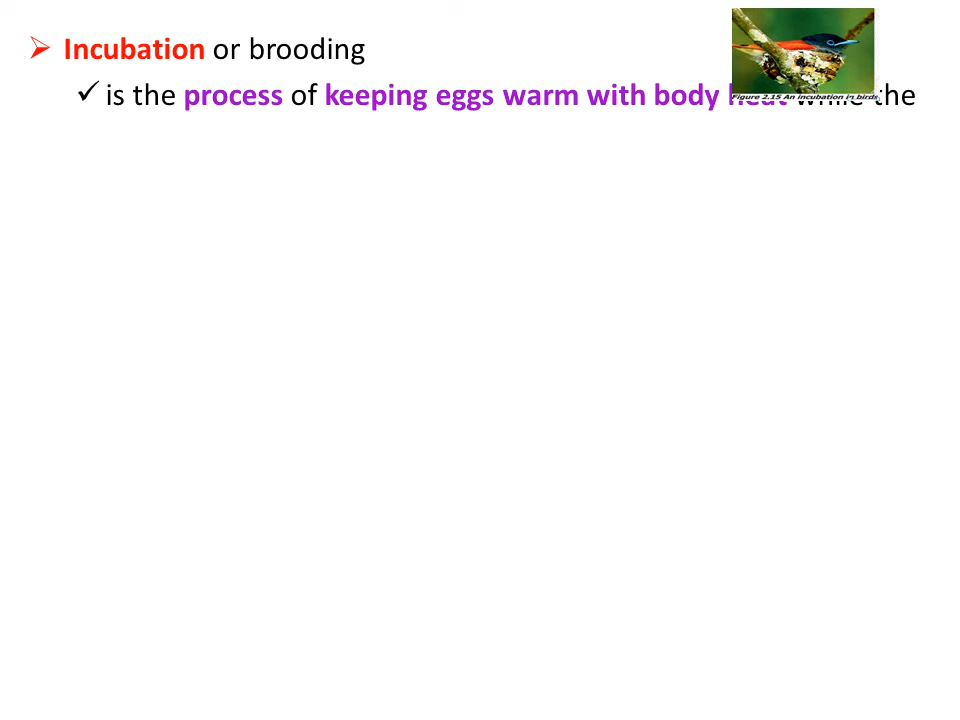 Incubation or brooding
is the process of keeping eggs warm with body heat while the
Figure 2.15 An incubation in birds